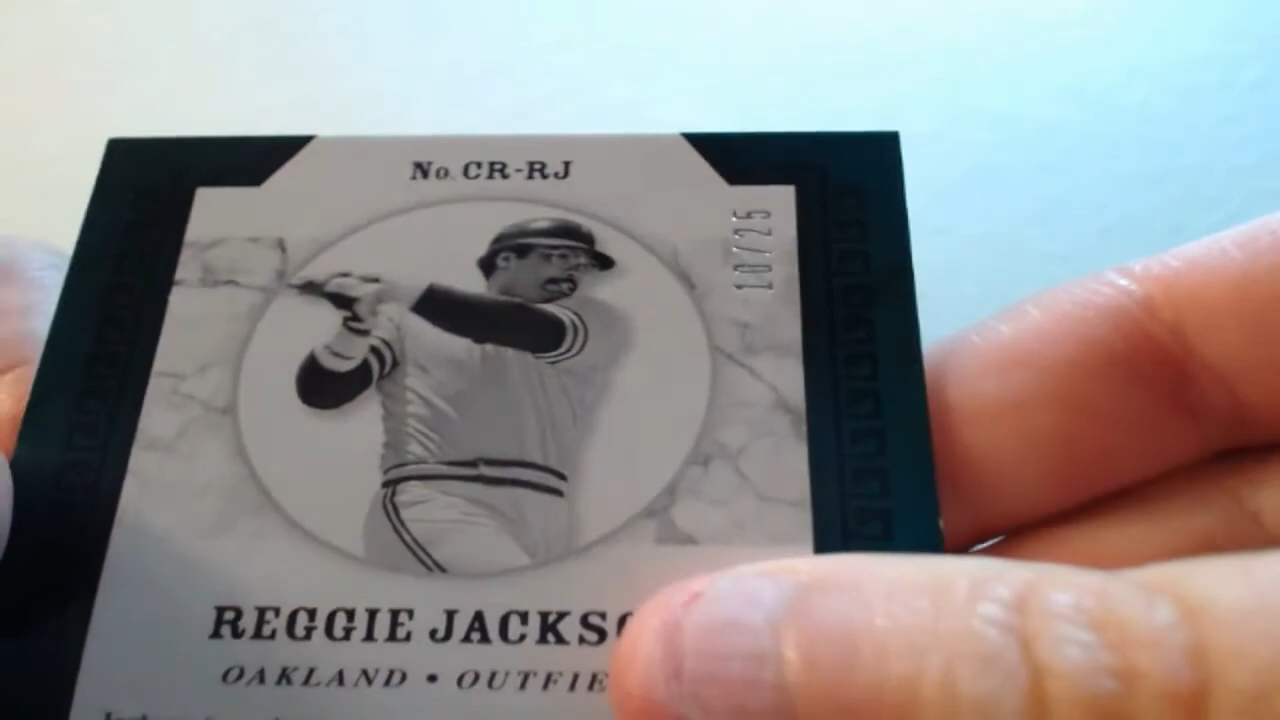 No. CR-RJ
10/25
REGGIE JACKSO
OAKLAND • OUTFIE